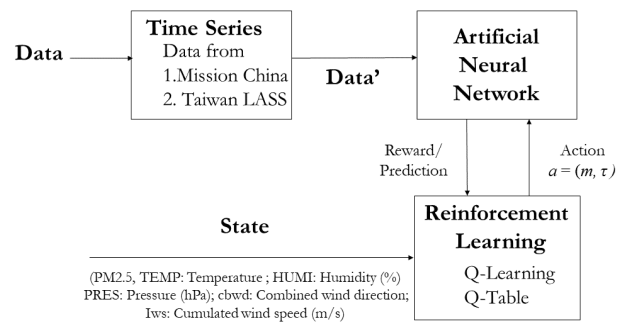 Data
Time Series
Data from
1.Mission China
2. Taiwan LASS
Data'
Artificial
Neural
Network
Reward/
Prediction
Action
a = (m, τ)
State
(PM2.5, TEMP: Temperature ; HUMI: Humidity (%)
PRES: Pressure (hPa); cbwd: Combined wind direction;
Iws: Cumulated wind speed (m/s)
Reinforcement
Learning
Q-Learning
Q-Table